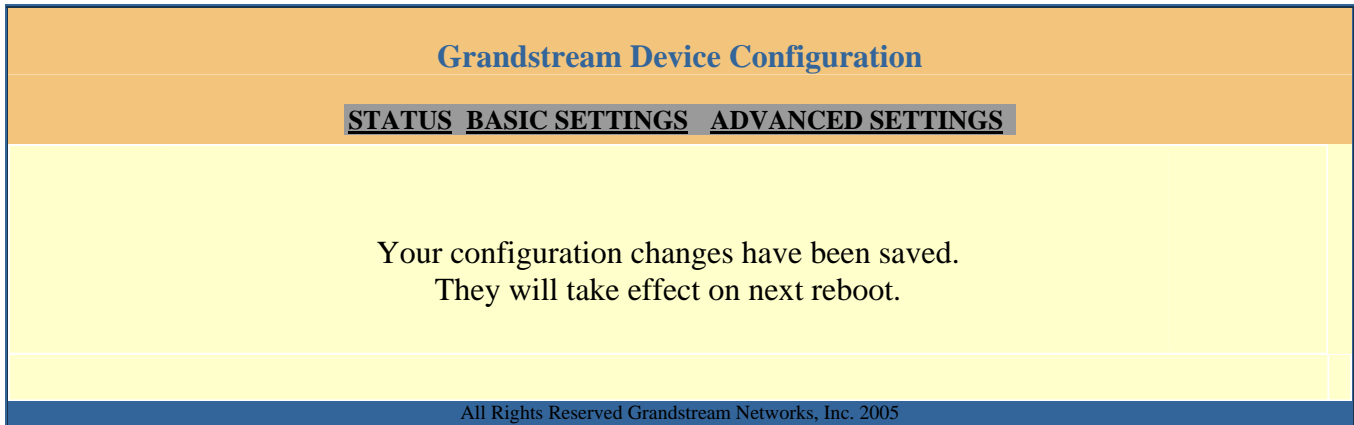 Grandstream Device Configuration
STATUS BASIC SETTINGS ADVANCED SETTINGS
Your configuration changes have been saved.
They will take effect on next reboot.
All Rights Reserved Grandstream Networks, Inc. 2005